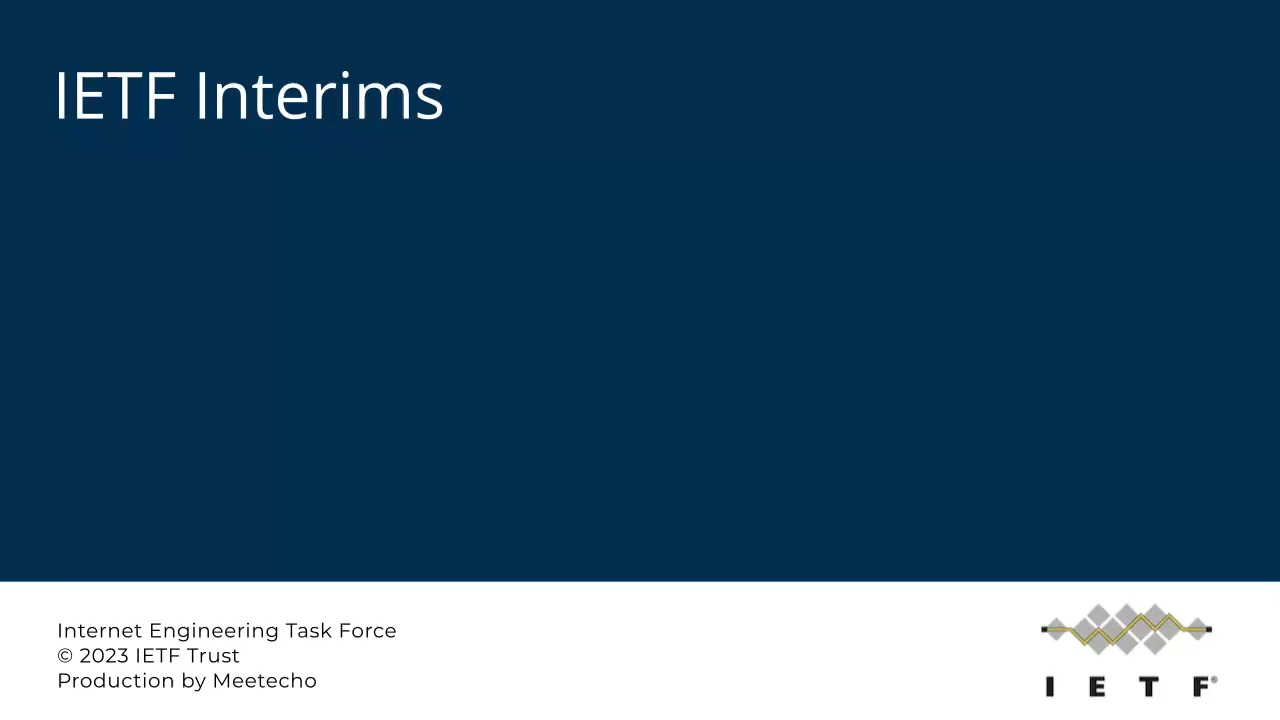 IETF Interims
Internet Engineering Task Force
© 2023 IETF Trust
Production by Meetecho
I E T F®